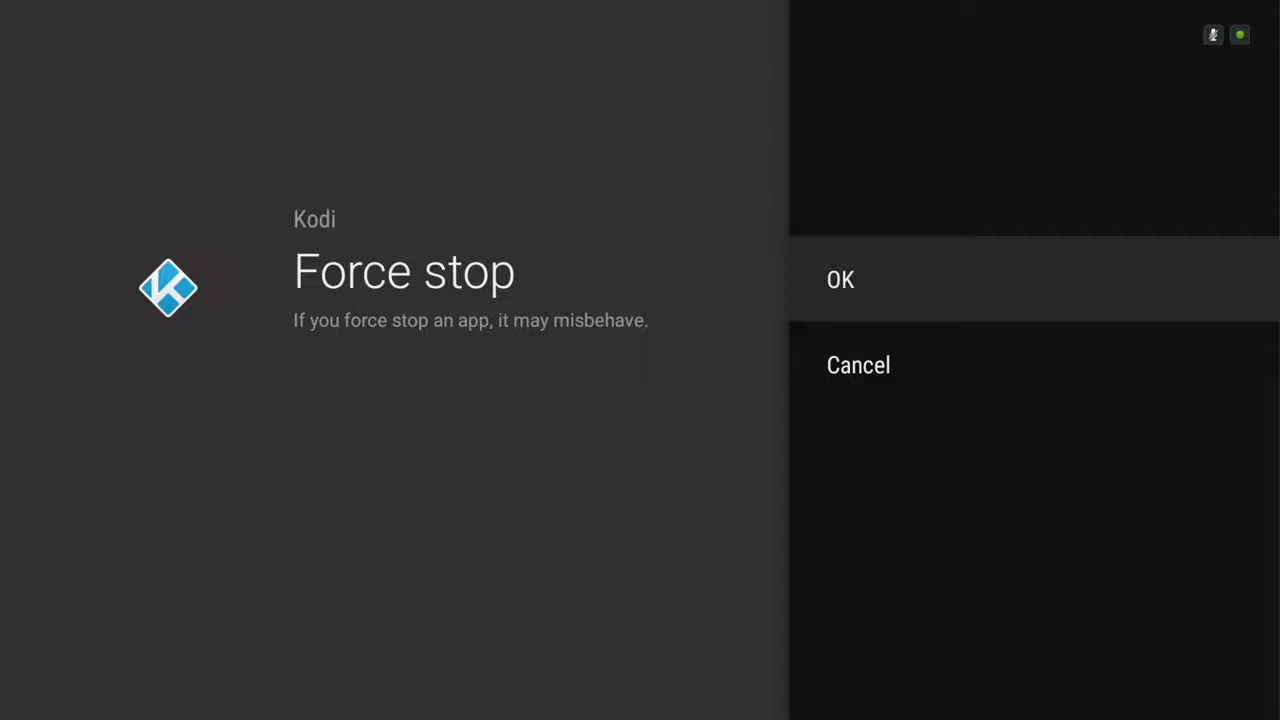 Kodi
Force stop
If you force stop an app, it may misbehave.
OK
Cancel